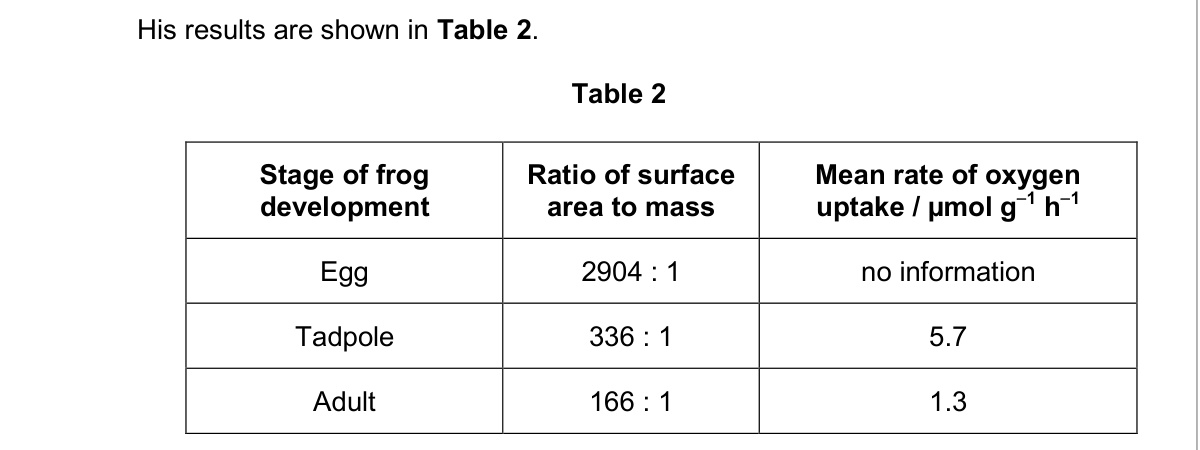 His results are shown in Table 2.
Table 2
Stage of frog development | Ratio of surface area to mass | Mean rate of oxygen uptake / µmol g⁻¹ h⁻¹
Egg | 2904 : 1 | no information
Tadpole | 336 : 1 | 5.7
Adult | 166 : 1 | 1.3